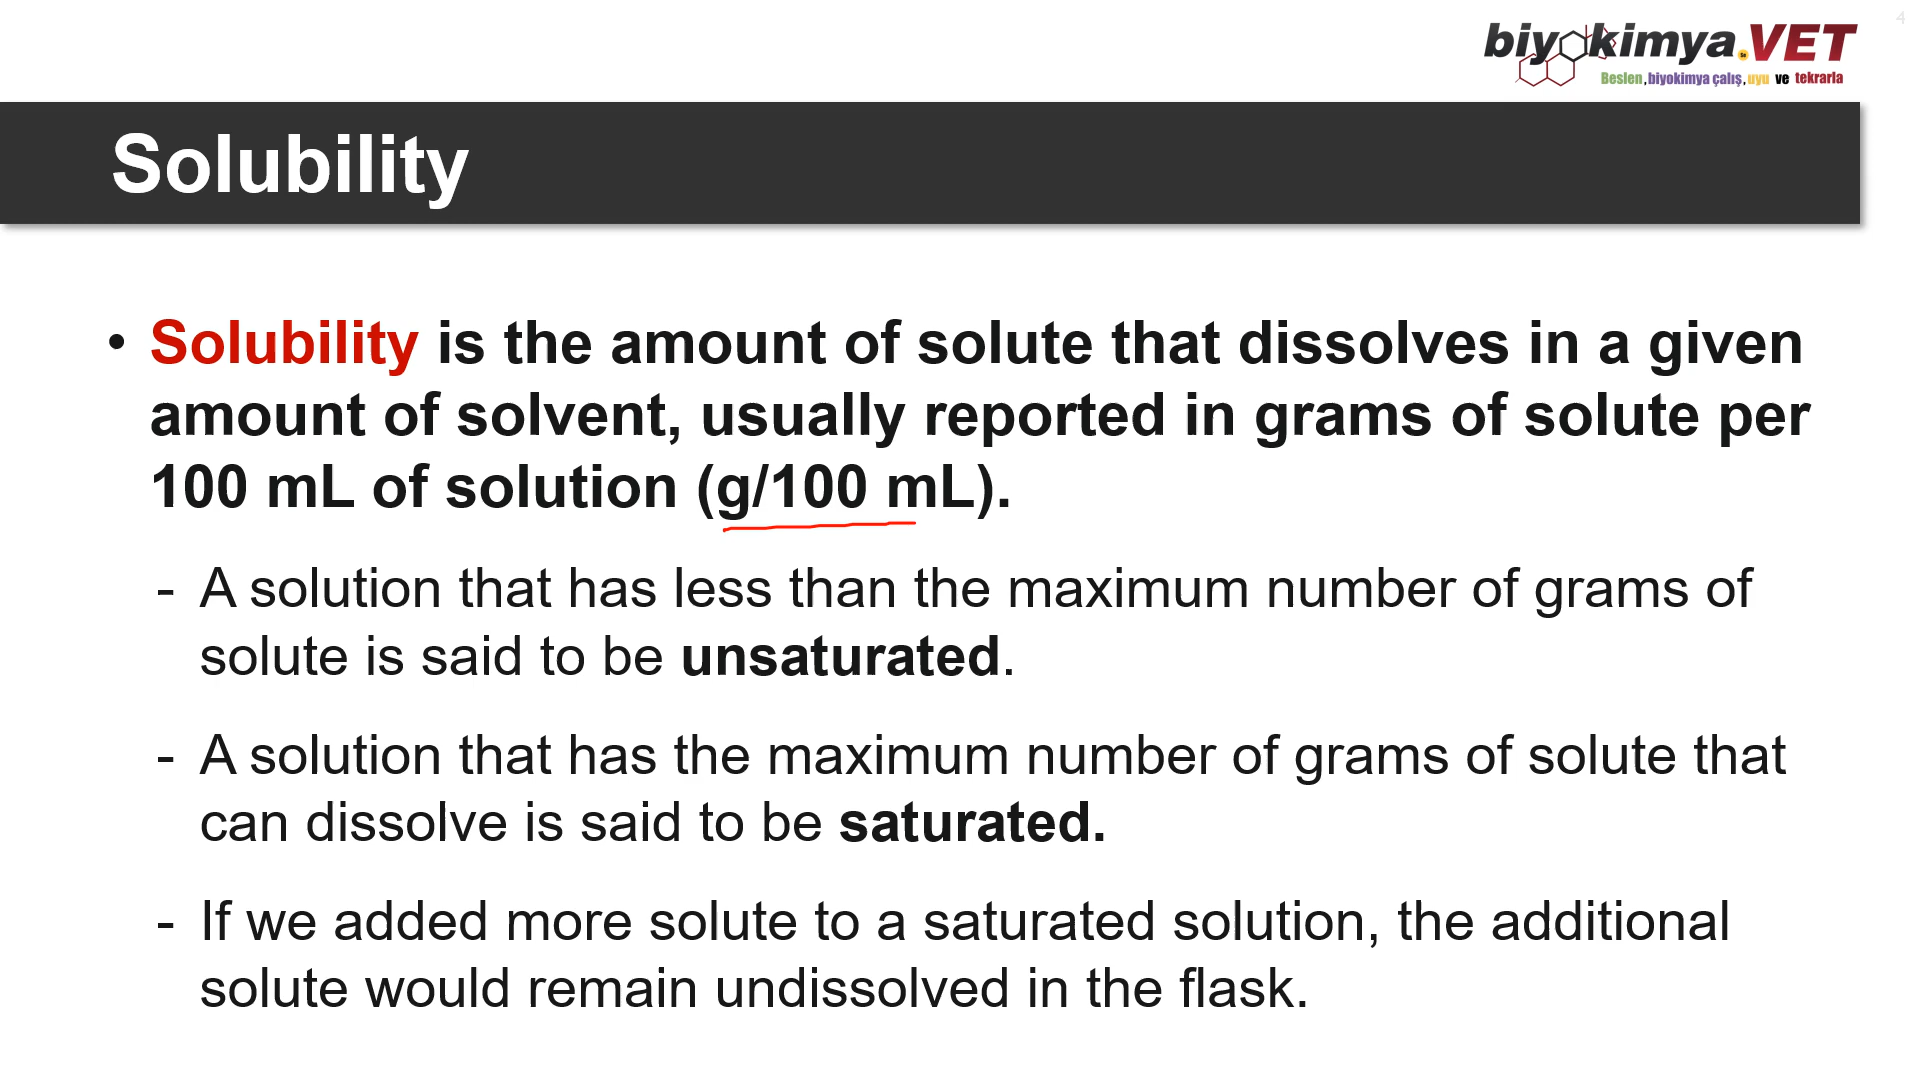 4
biyokimya.VET
Beslen, biyokimya çalış, uyu ve tekrarla
Solubility
• Solubility is the amount of solute that dissolves in a given
amount of solvent, usually reported in grams of solute per
100 mL of solution (g/100 mL).
- A solution that has less than the maximum number of grams of
solute is said to be unsaturated.
- A solution that has the maximum number of grams of solute that
can dissolve is said to be saturated.
- If we added more solute to a saturated solution, the additional
solute would remain undissolved in the flask.